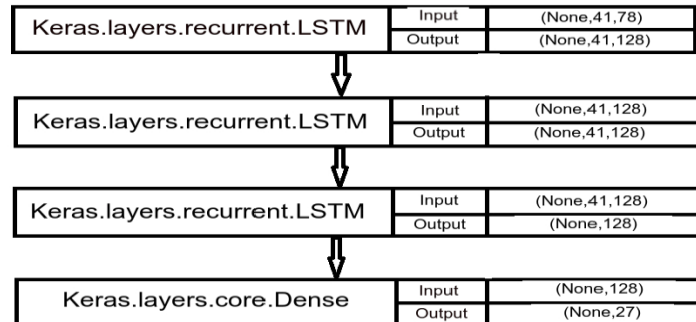 Keras.layers.recurrent.LSTM
Input (None,41,78)
Output (None,41,128)
Keras.layers.recurrent.LSTM
Input (None,41,128)
Output (None,41,128)
Keras.layers.recurrent.LSTM
Input (None,41,128)
Output (None,128)
Keras.layers.core.Dense
Input (None,128)
Output (None,27)